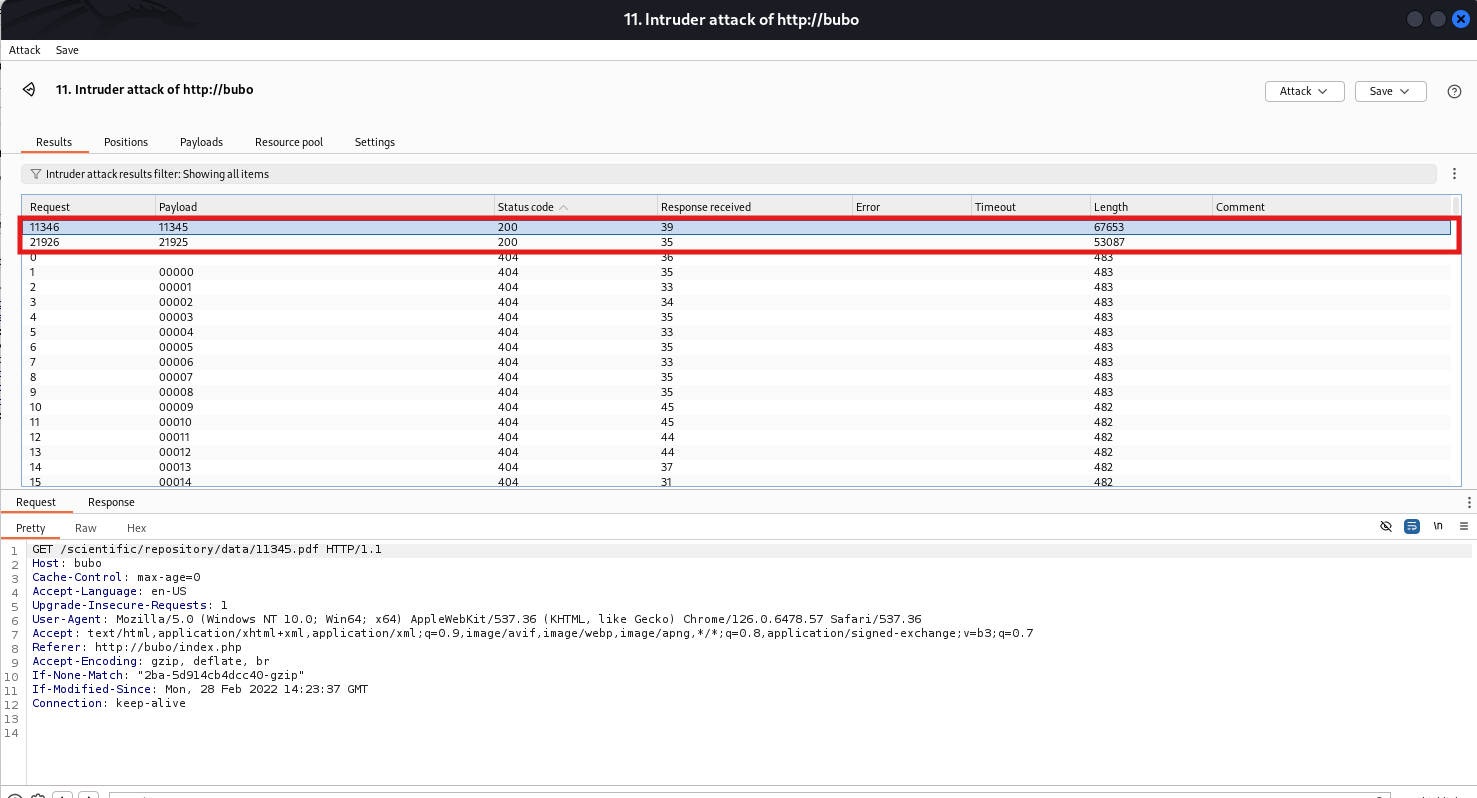 11. Intruder attack of http://bubo
Attack Save
11. Intruder attack of http://bubo
Attack Save ?
Results Positions Payloads Resource pool Settings
Intruder attack results filter: Showing all items
Request Payload Status code Response received Error Timeout Length Comment
11346 11345 200 39 67653
21926 21925 200 35 53087
0 404 36 483
1 00000 404 35 483
2 00001 404 33 483
3 00002 404 34 483
4 00003 404 35 483
5 00004 404 33 483
6 00005 404 35 483
7 00006 404 33 483
8 00007 404 35 483
9 00008 404 35 483
10 00009 404 45 482
11 00010 404 45 482
12 00011 404 44 482
13 00012 404 44 482
14 00013 404 37 482
15 00014 404 31 482
Request Response
Pretty Raw Hex \n
1 GET /scientific/repository/data/11345.pdf HTTP/1.1
2 Host: bubo
3 Cache-Control: max-age=0
4 Accept-Language: en-US
5 Upgrade-Insecure-Requests: 1
6 User-Agent: Mozilla/5.0 (Windows NT 10.0; Win64; x64) AppleWebKit/537.36 (KHTML, like Gecko) Chrome/126.0.6478.57 Safari/537.36
7 Accept: text/html,application/xhtml+xml,application/xml;q=0.9,image/avif,image/webp,image/apng,*/*;q=0.8,application/signed-exchange;v=b3;q=0.7
8 Referer: http://bubo/index.php
9 Accept-Encoding: gzip, deflate, br
10 If-None-Match: "2ba-5d914cb4dcc40-gzip"
11 If-Modified-Since: Mon, 28 Feb 2022 14:23:37 GMT
12 Connection: keep-alive
13
14